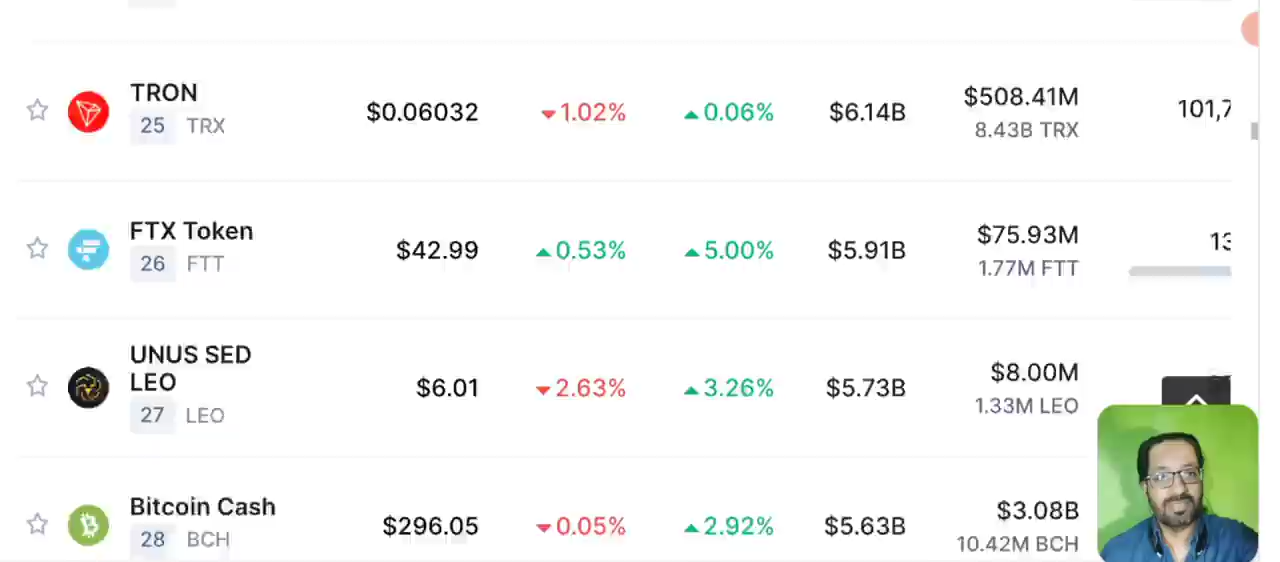 TRON
25 TRX
$0.06032
1.02%
0.06%
$6.14B
$508.41M
8.43B TRX
101,7
FTX Token
26 FTT
$42.99
0.53%
5.00%
$5.91B
$75.93M
1.77M FTT
13
UNUS SED
LEO
27 LEO
$6.01
2.63%
3.26%
$5.73B
$8.00M
1.33M LEO
Bitcoin Cash
28 BCH
$296.05
0.05%
2.92%
$5.63B
$3.08B
10.42M BCH